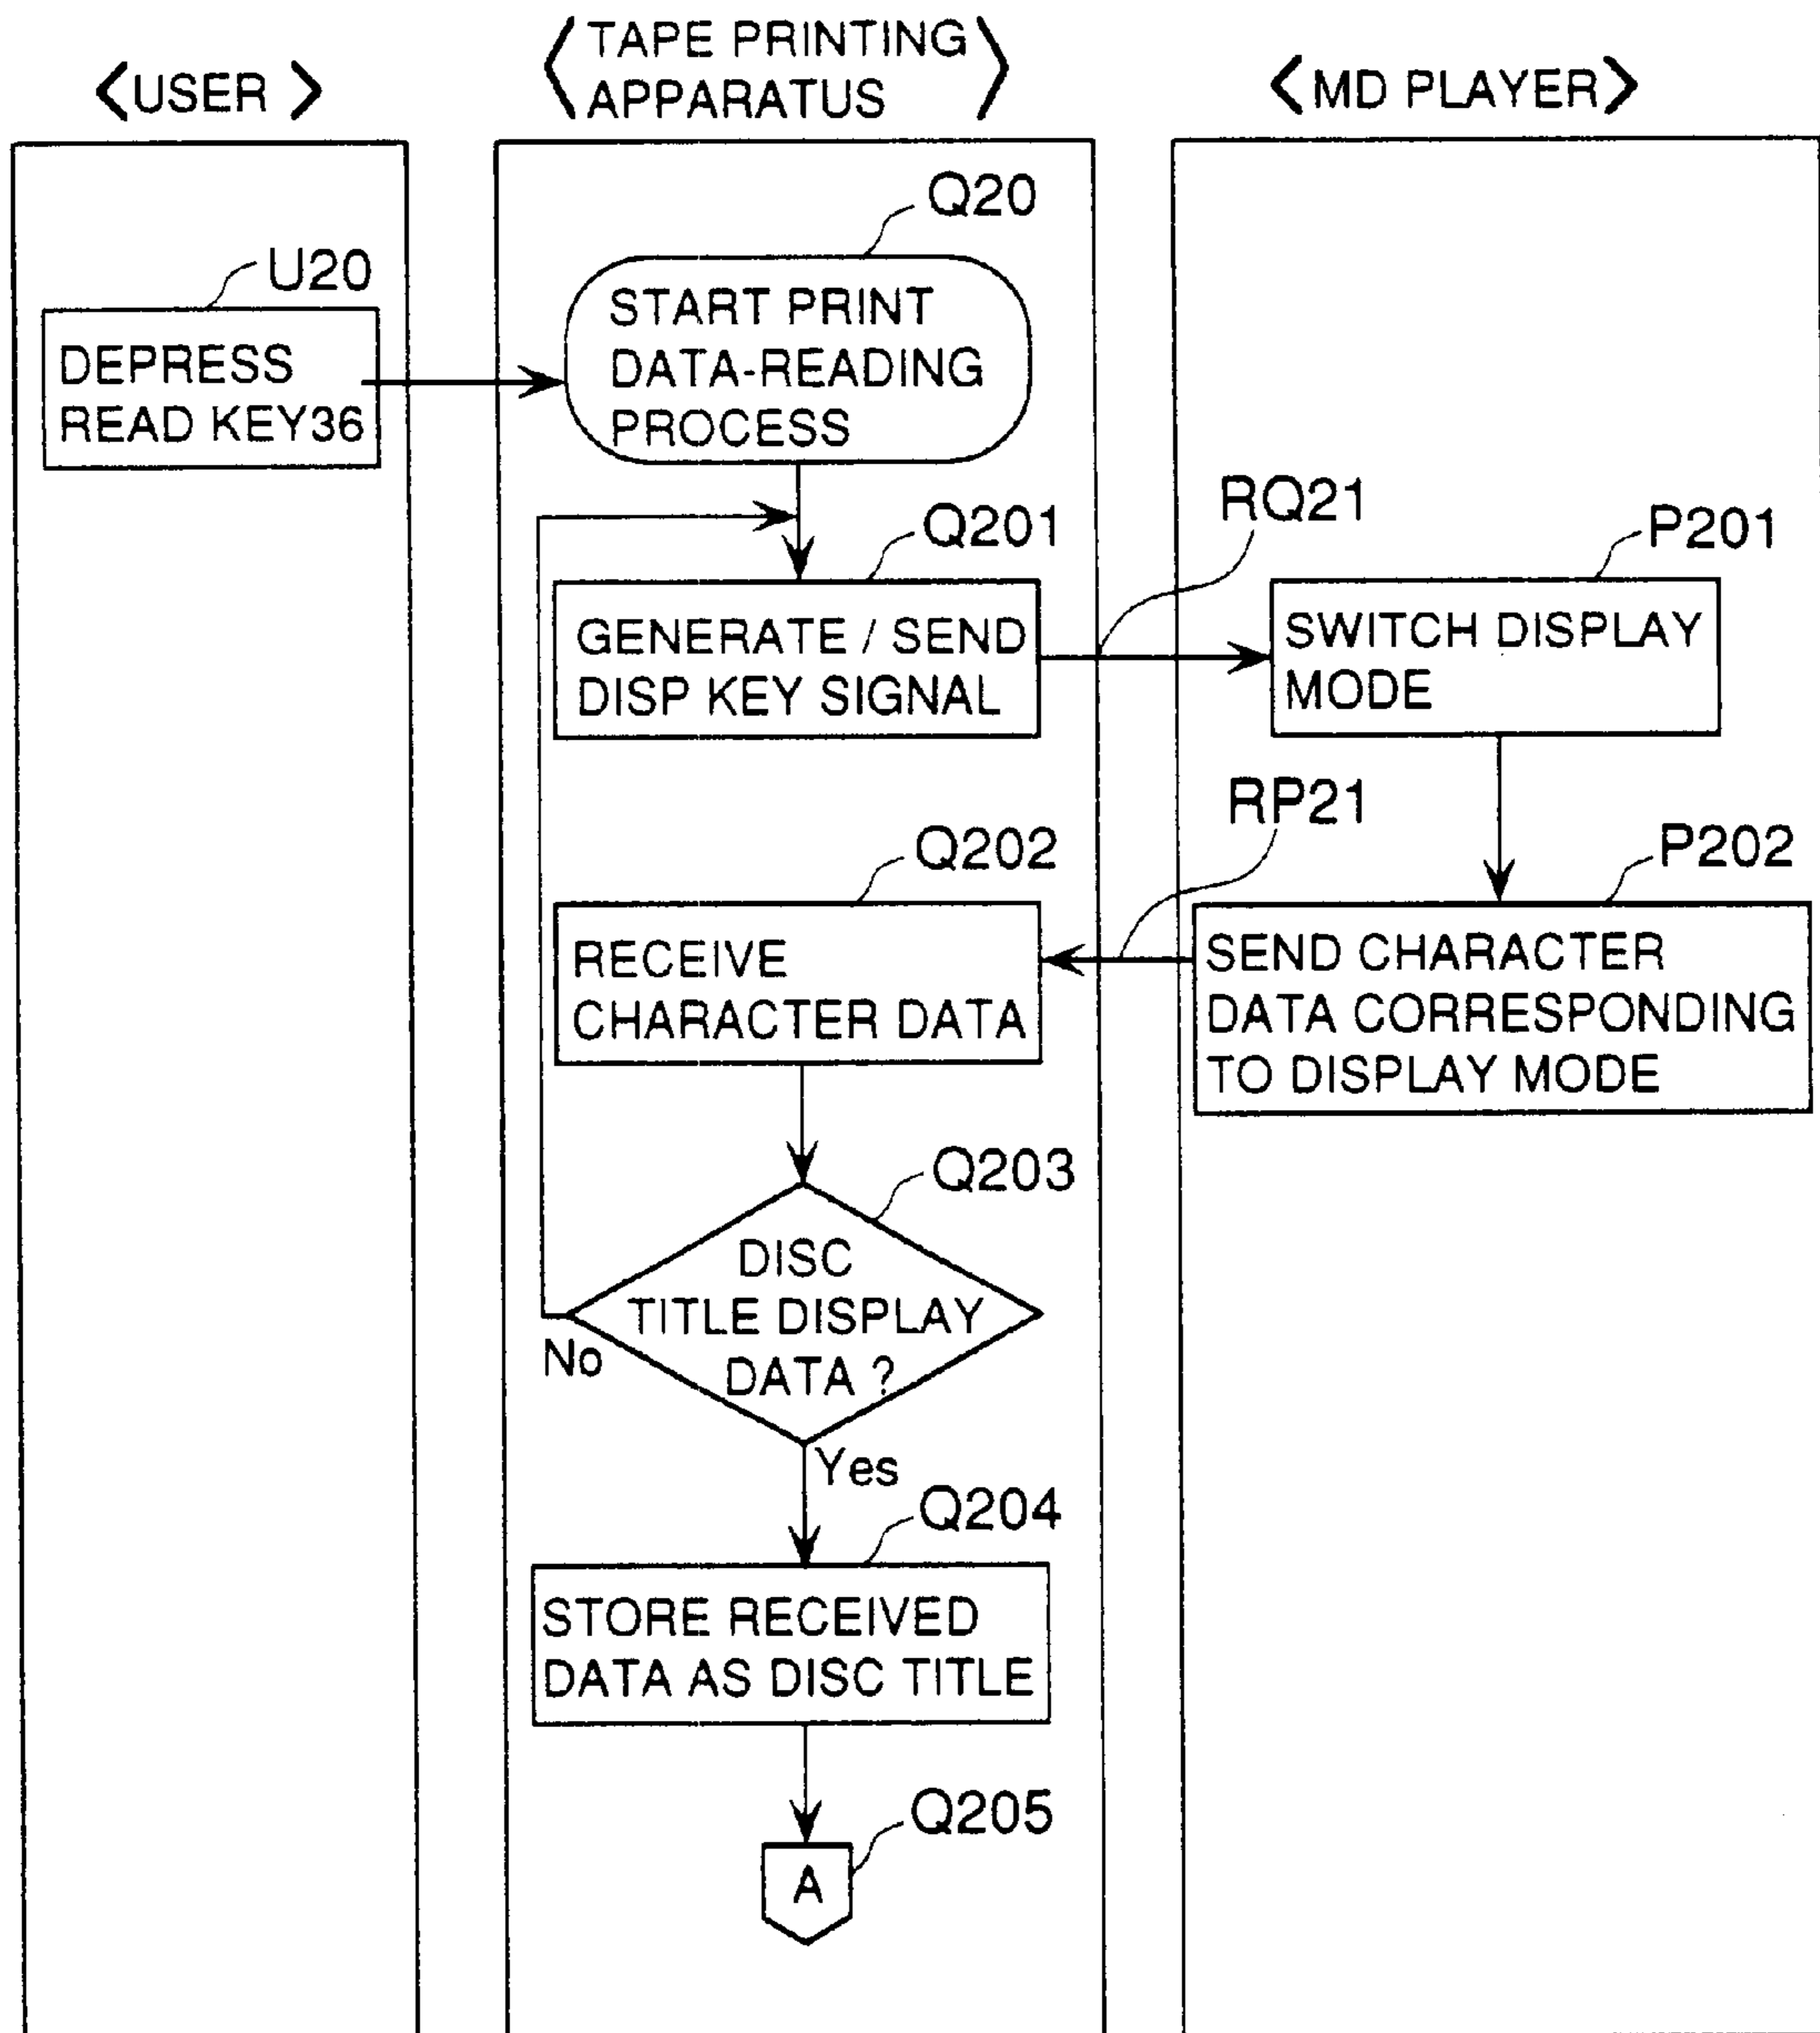 <USER >
<TAPE PRINTING
APPARATUS>
<MD PLAYER>
U20
DEPRESS
READ KEY36
Q20
START PRINT
DATA-READING
PROCESS
Q201
GENERATE / SEND
DISP KEY SIGNAL
RQ21
P201
SWITCH DISPLAY
MODE
RP21
P202
SEND CHARACTER
DATA CORRESPONDING
TO DISPLAY MODE
Q202
RECEIVE
CHARACTER DATA
Q203
DISC
TITLE DISPLAY
DATA ?
No
Yes
Q204
STORE RECEIVED
DATA AS DISC TITLE
Q205
A